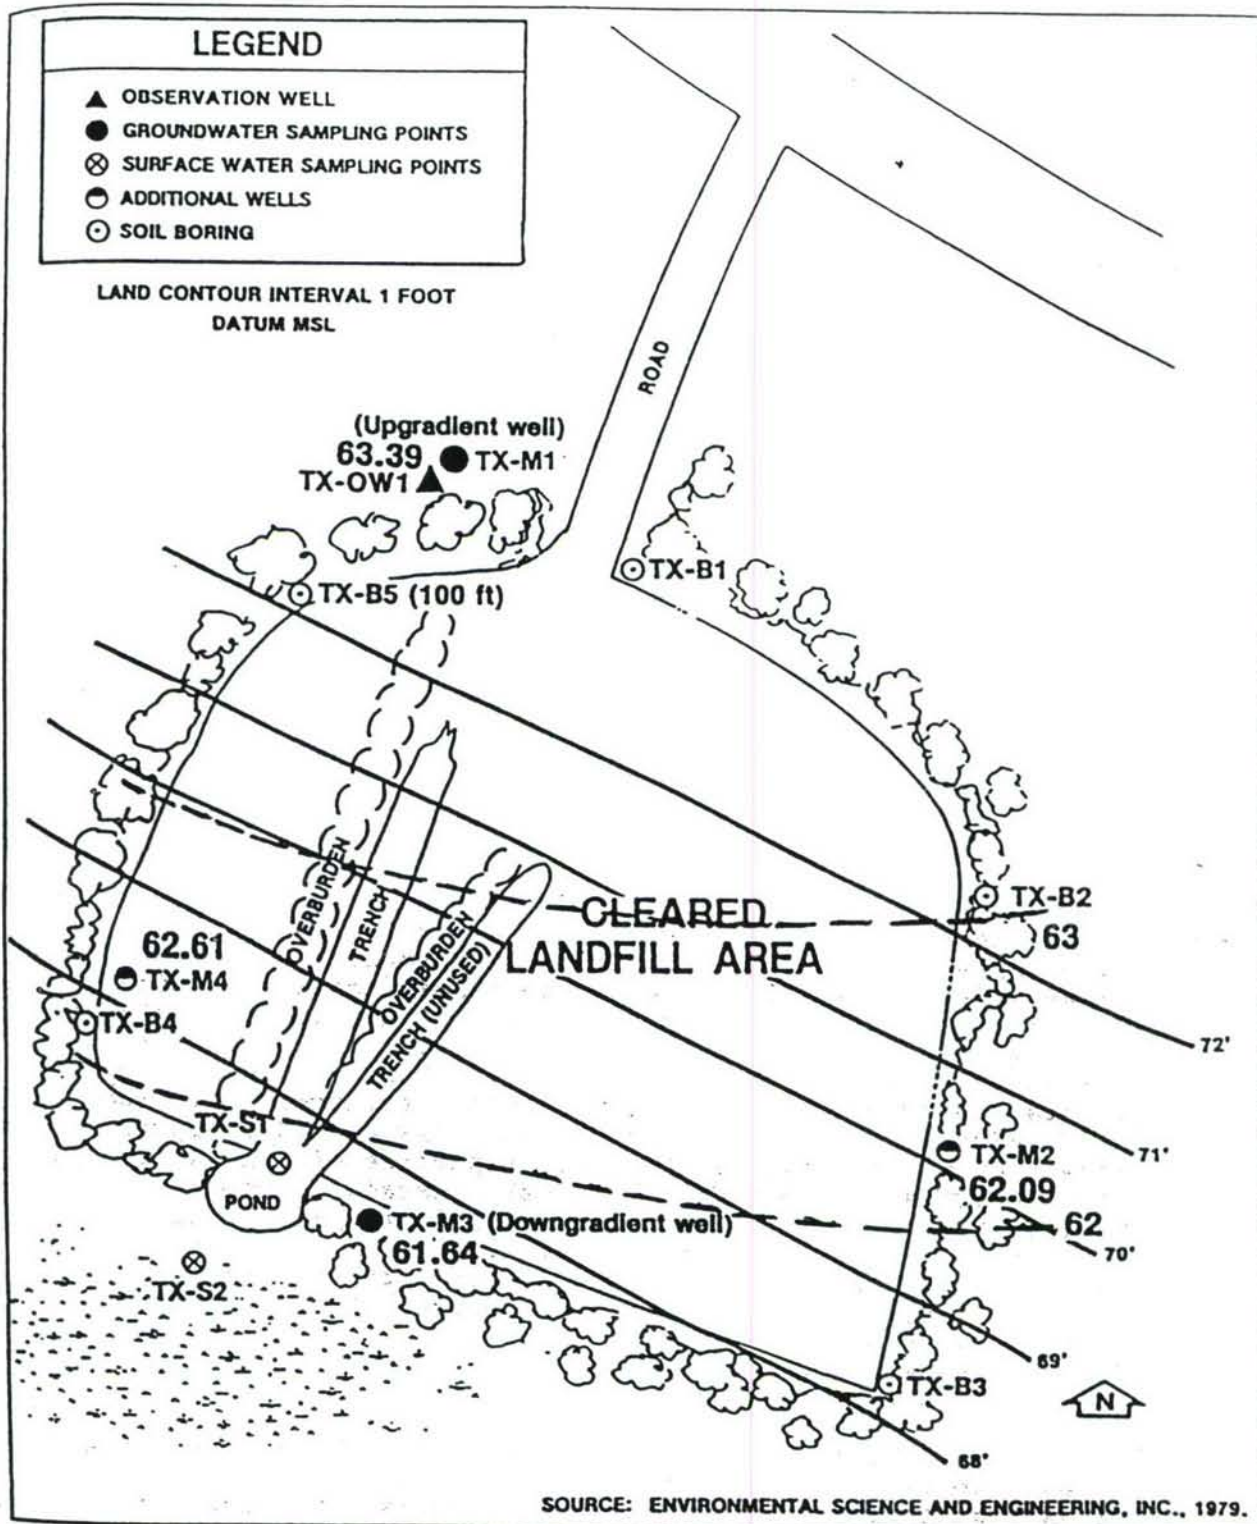 LEGEND
OBSERVATION WELL
GROUNDWATER SAMPLING POINTS
SURFACE WATER SAMPLING POINTS
ADDITIONAL WELLS
SOIL BORING
LAND CONTOUR INTERVAL 1 FOOT
DATUM MSL
ROAD
(Upgradient well)
63.39 TX-M1
TX-OW1
TX-B1
TX-B5 (100 ft)
OVERBURDEN
TRENCH
OVERBURDEN
TRENCH (UNUSED)
CLEARED
LANDFILL AREA
TX-B2
63
62.61
TX-M4
TX-B4
72'
TX-S1
71'
TX-M2
62.09
POND
TX-M3 (Downgradient well)
62
61.64
70'
TX-S2
69'
TX-B3
N
68'
SOURCE: ENVIRONMENTAL SCIENCE AND ENGINEERING, INC., 1979.